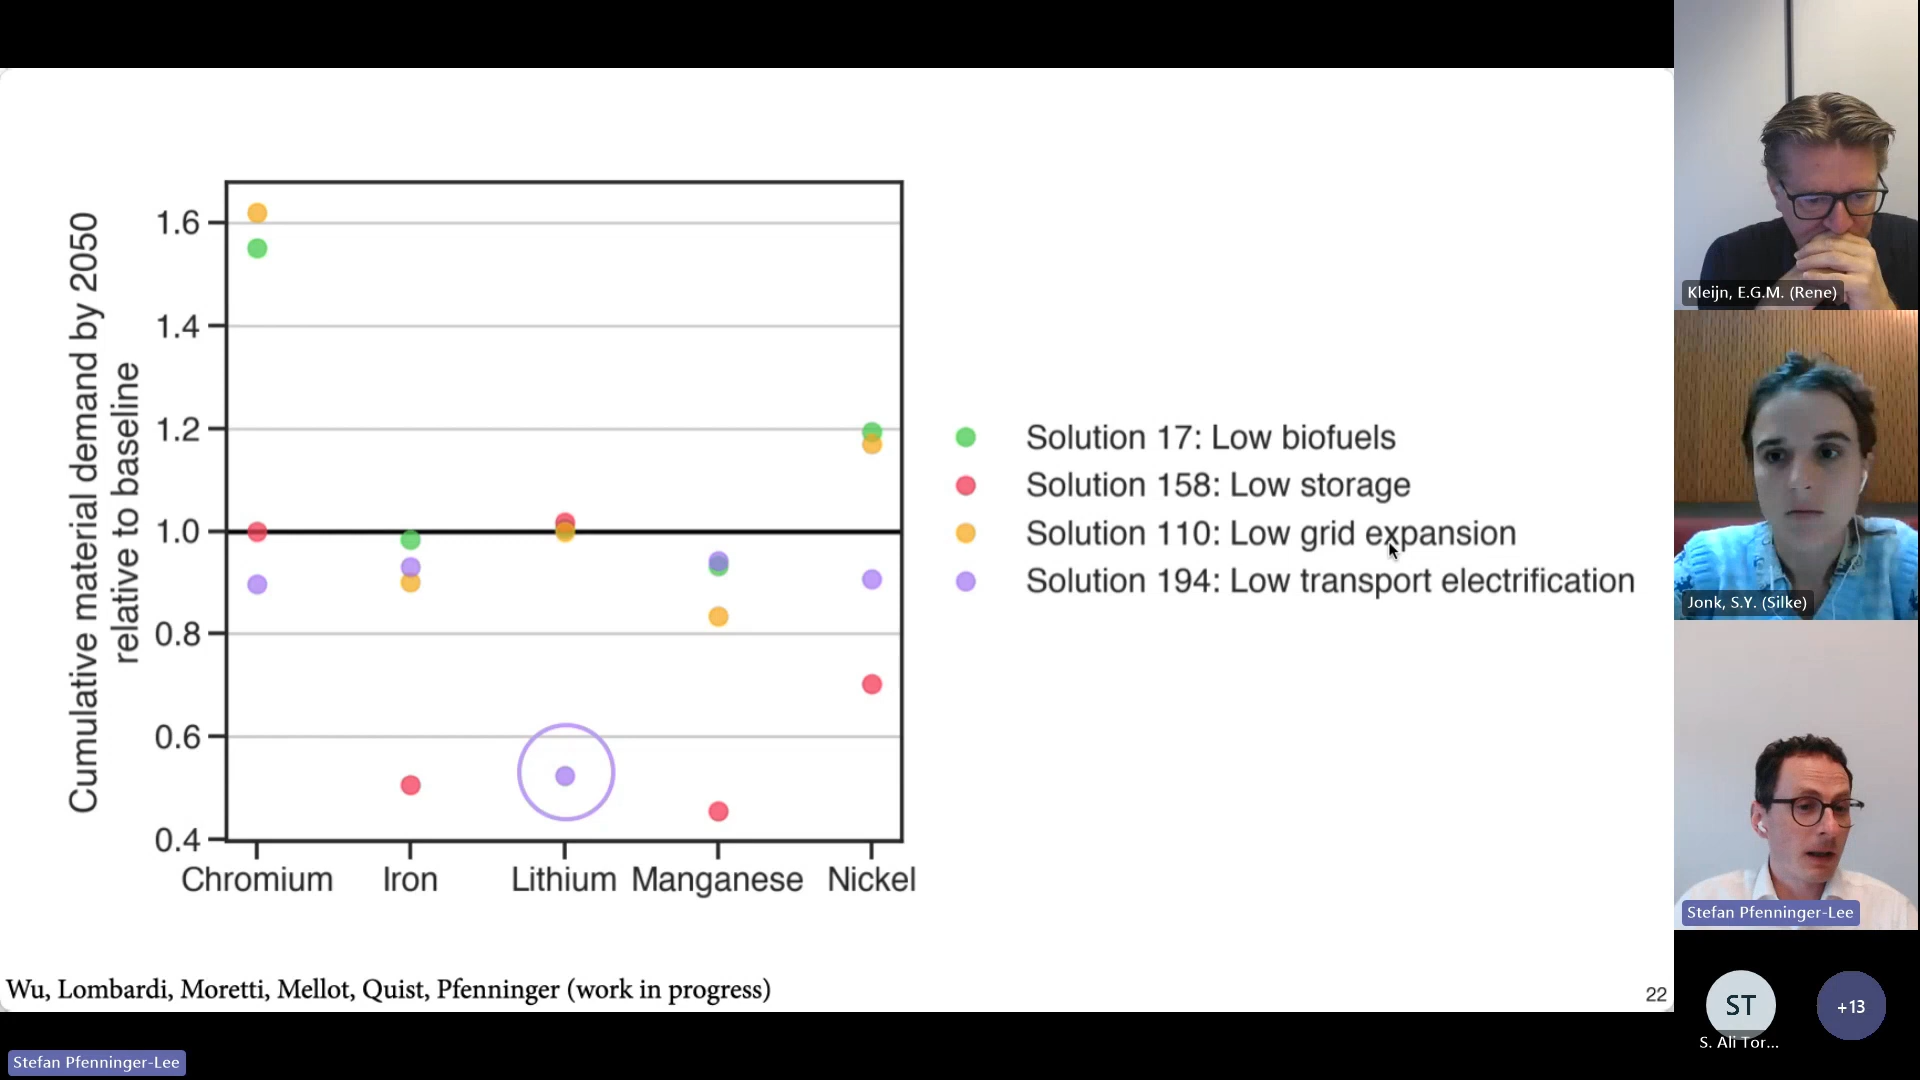 Cumulative material demand by 2050
relative to baseline
1.6
1.4
1.2
1.0
0.8
0.6
0.4
Chromium Iron Lithium Manganese Nickel
Solution 17: Low biofuels
Solution 158: Low storage
Solution 110: Low grid expansion
Solution 194: Low transport electrification
Wu, Lombardi, Moretti, Mellot, Quist, Pfenninger (work in progress)
22
Stefan Pfenninger-Lee
Kleijn, E.G.M. (Rene)
Jonk, S.Y. (Silke)
Stefan Pfenninger-Lee
ST
S. Ali Tor...
+13